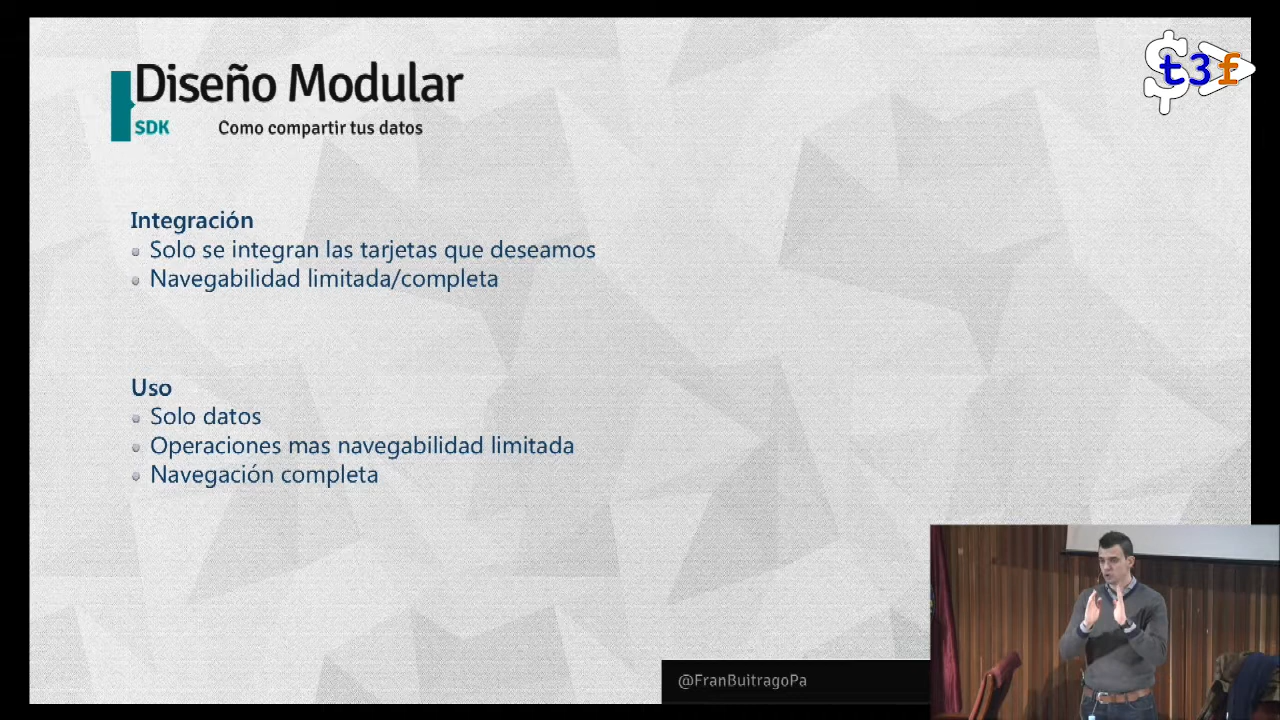 Diseño Modular
SDK Como compartir tus datos
$ t3f
Integración
Solo se integran las tarjetas que deseamos
Navegabilidad limitada/completa
Uso
Solo datos
Operaciones mas navegabilidad limitada
Navegación completa
@FranBuitragoPa